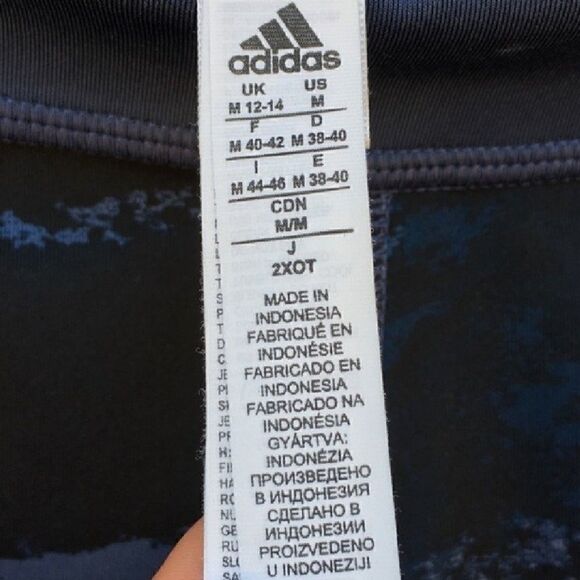 adidas
UK US
M 12-14 M
F D
M 40-42 M 38-40
I E
M 44-46 M 38-40
CDN
M/M
J
2XOT
MADE IN
INDONESIA
FABRIQUÉ EN
INDONÉSIE
FABRICADO EN
INDONESIA
FABRICADO NA
INDONÉSIA
GYÁRTVA:
INDONÉZIA
ПРОИЗВЕДЕНО
В ИНДОНЕЗИЯ
СДЕЛАНО В
ИНДОНЕЗИИ
PROIZVEDENO
U INDONEZIJI